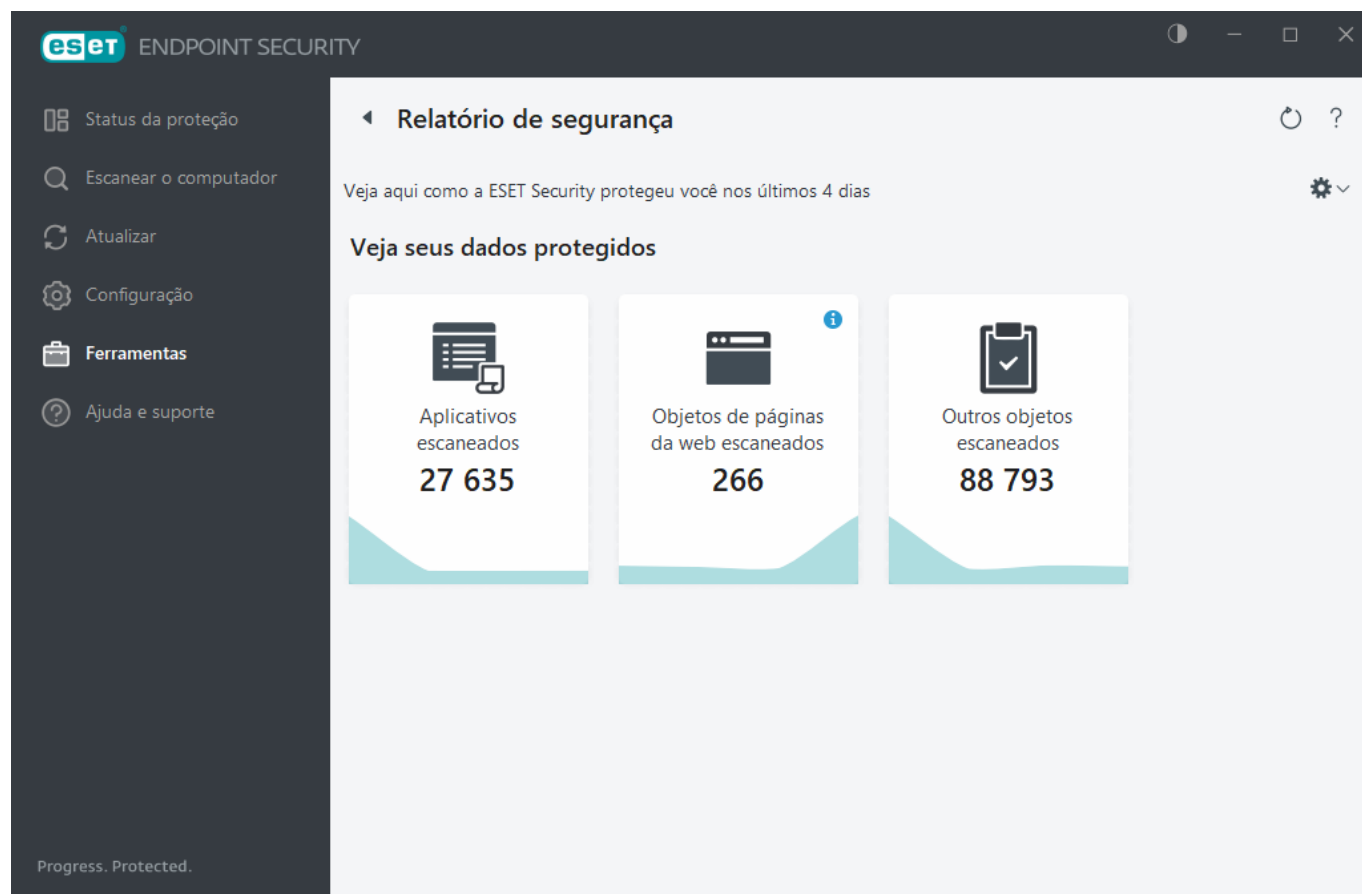 eset ENDPOINT SECURITY
Status da proteção
Escanear o computador
Atualizar
Configuração
Ferramentas
Ajuda e suporte
Progress. Protected.
Relatório de segurança
?
Veja aqui como a ESET Security protegeu você nos últimos 4 dias
Veja seus dados protegidos
Aplicativos
escaneados
27 635
Objetos de páginas
da web escaneados
266
Outros objetos
escaneados
88 793